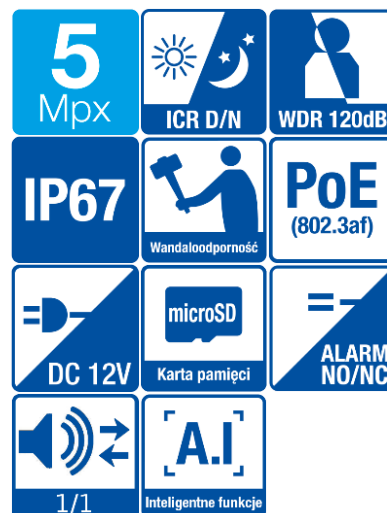 5
Mpx
ICR D/N
WDR 120dB
IP67
Wandaloodporność
PoE
(802.3af)
DC 12V
microSD
Karta pamięci
ALARM
NO/NC
1/1
[A.I]
Inteligentne funkcje